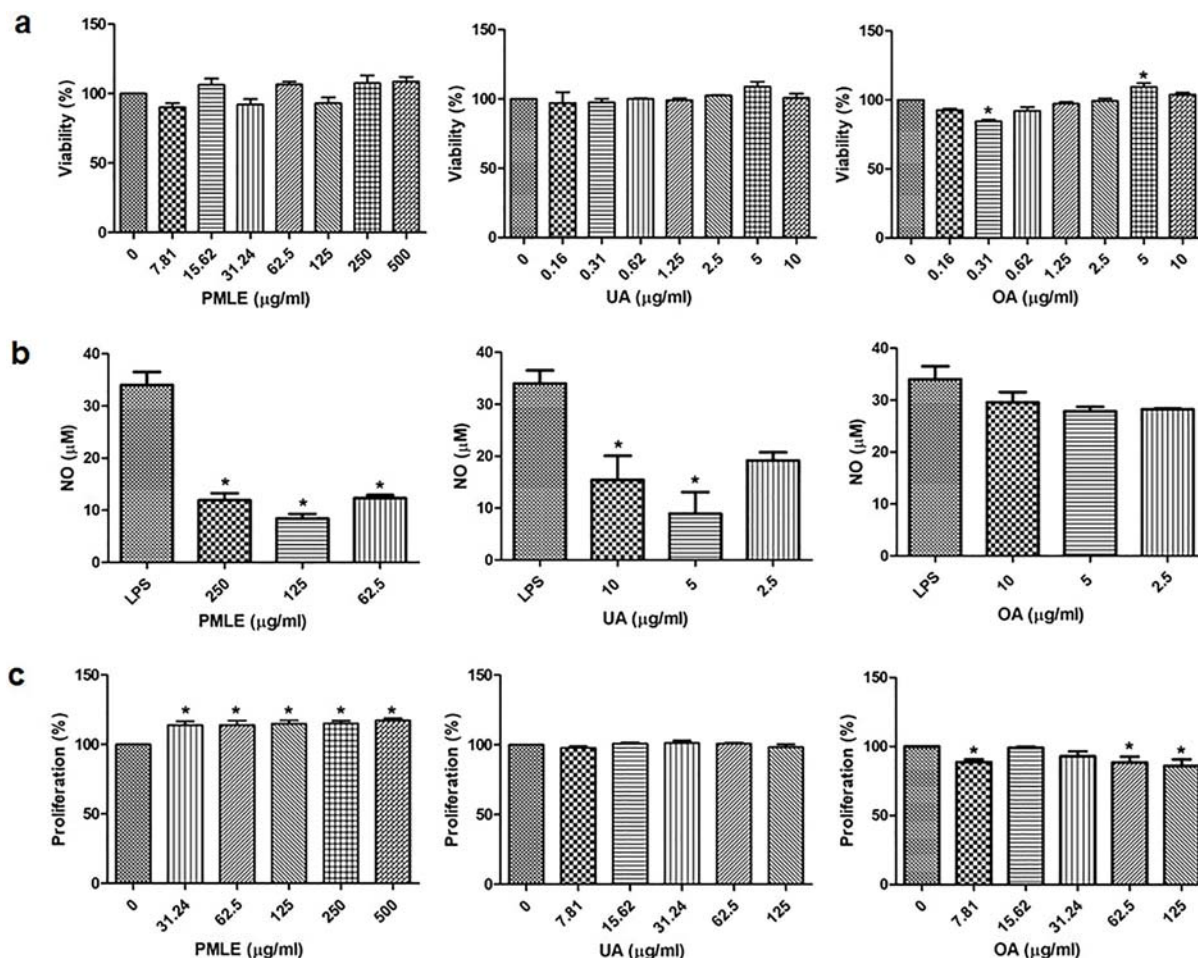 a
150
100
50
0
Viability (%)
0 7.81 15.62 31.24 62.5 125 250 500
PMLE (μg/ml)
150
100
50
0
Viability (%)
0 0.16 0.31 0.62 1.25 2.5 5 10
UA (μg/ml)
150
100
50
0
Viability (%)
* *
0 0.16 0.31 0.62 1.25 2.5 5 10
OA (μg/ml)
b
40
30
20
10
0
NO (μM)
* * *
LPS 250 125 62.5
PMLE (μg/ml)
40
30
20
10
0
NO (μM)
* *
LPS 10 5 2.5
UA (μg/ml)
40
30
20
10
0
NO (μM)
LPS 10 5 2.5
OA (μg/ml)
c
150
100
50
0
Proliferation (%)
* * * * *
0 31.24 62.5 125 250 500
PMLE (μg/ml)
150
100
50
0
Proliferation (%)
0 7.81 15.62 31.24 62.5 125
UA (μg/ml)
150
100
50
0
Proliferation (%)
* * *
0 7.81 15.62 31.24 62.5 125
OA (μg/ml)